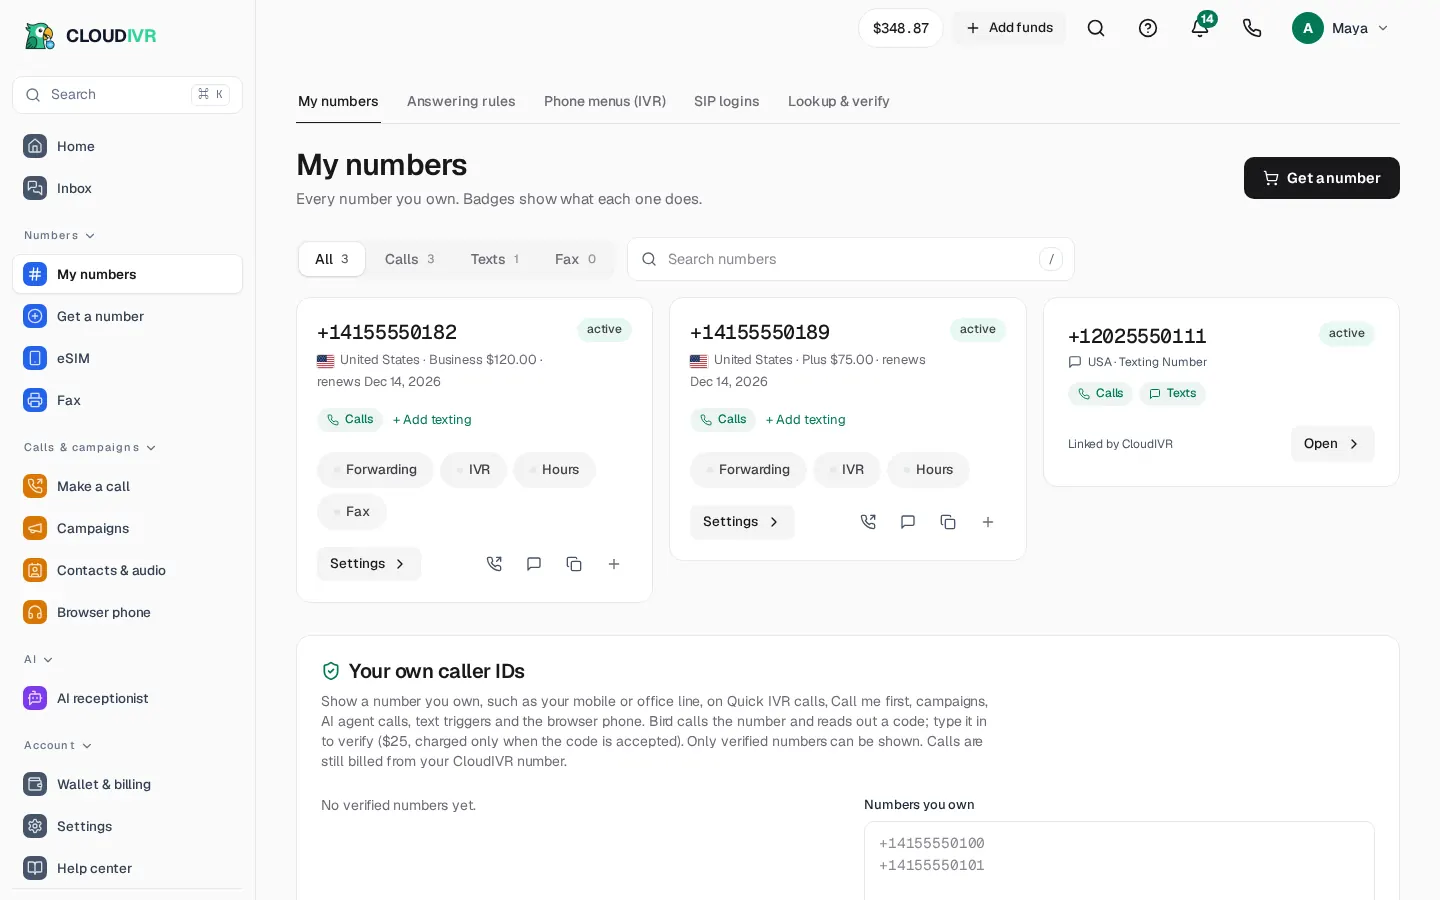 CLOUDIVR
Search ⌘ K
Home
Inbox
Numbers
My numbers
Get a number
eSIM
Fax
Calls & campaigns
Make a call
Campaigns
Contacts & audio
Browser phone
AI
AI receptionist
Account
Wallet & billing
Settings
Help center
$348.87
+ Add funds
14
A
Maya
My numbers
Answering rules
Phone menus (IVR)
SIP logins
Lookup & verify
My numbers
Every number you own. Badges show what each one does.
Get a number
All 3
Calls 3
Texts 1
Fax 0
Search numbers /
+14155550182 active
United States · Business $120.00 ·
renews Dec 14, 2026
Calls + Add texting
Forwarding IVR Hours
Fax
Settings
+14155550189 active
United States · Plus $75.00 · renews
Dec 14, 2026
Calls + Add texting
Forwarding IVR Hours
Settings
+12025550111 active
USA · Texting Number
Calls Texts
Linked by CloudIVR Open
Your own caller IDs
Show a number you own, such as your mobile or office line, on Quick IVR calls, Call me first, campaigns,
AI agent calls, text triggers and the browser phone. Bird calls the number and reads out a code; type it in
to verify ($25, charged only when the code is accepted). Only verified numbers can be shown. Calls are
still billed from your CloudIVR number.
No verified numbers yet.
Numbers you own
+14155550100
+14155550101